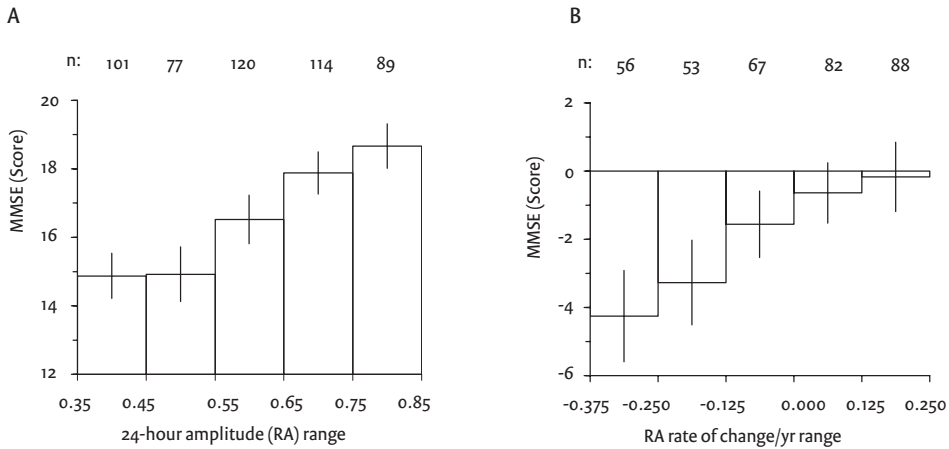 A
n: 101 77 120 114 89
MMSE (Score)
20
18
16
14
12
0.35 0.45 0.55 0.65 0.75 0.85
24-hour amplitude (RA) range
B
n: 56 53 67 82 88
MMSE (Score)
2
0
-2
-4
-6
-0.375 -0.250 -0.125 0.000 0.125 0.250
RA rate of change/yr range